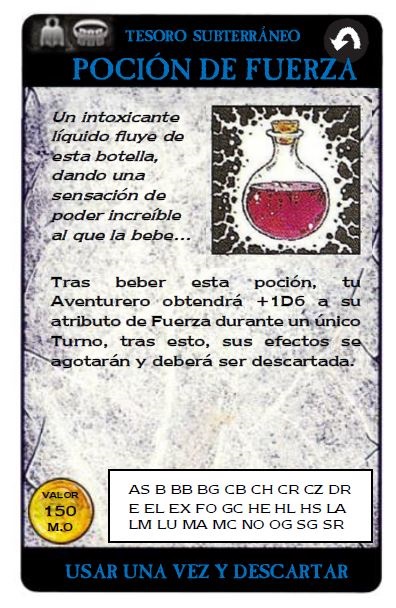 TESORO SUBTERRÁNEO
POCIÓN DE FUERZA
Un intoxicante
líquido fluye de
esta botella,
dando una
sensación de
poder increíble
al que la bebe...
Tras beber esta poción, tu
Aventurero obtendrá +1D6 a su
atributo de Fuerza durante un único
Turno, tras esto, sus efectos se
agotarán y deberá ser descartada.
VALOR
150
M.O
AS B BB BG CB CH CR CZ DR
E EL EX FO GC HE HL HS LA
LM LU MA MC NO OG SG SR
USAR UNA VEZ Y DESCARTAR